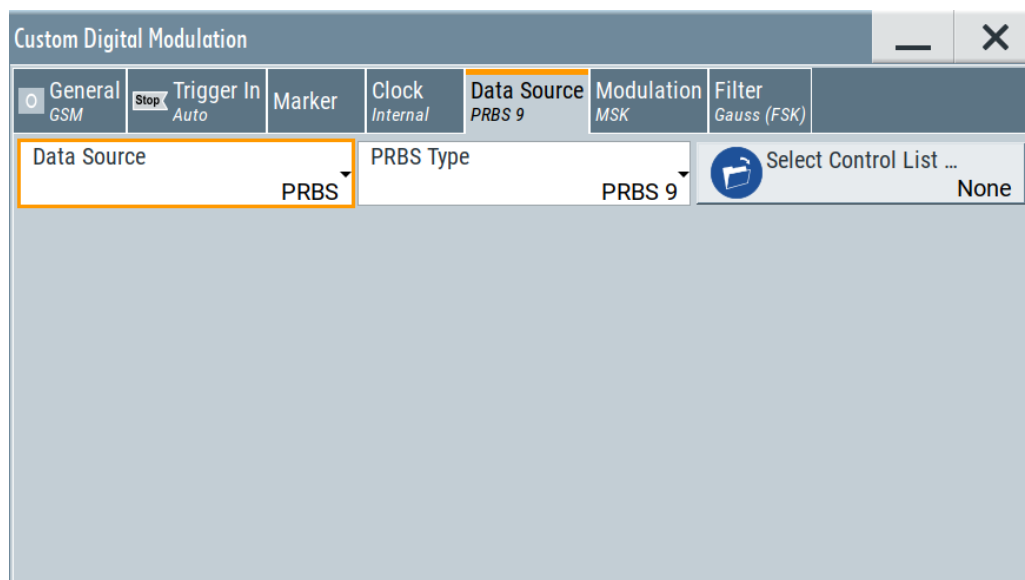 Custom Digital Modulation
0 General Stop Trigger In Marker Clock Data Source Modulation Filter
GSM Auto Internal PRBS 9 MSK Gauss (FSK)
Data Source PRBS Type Select Control List ...
PRBS PRBS 9 None